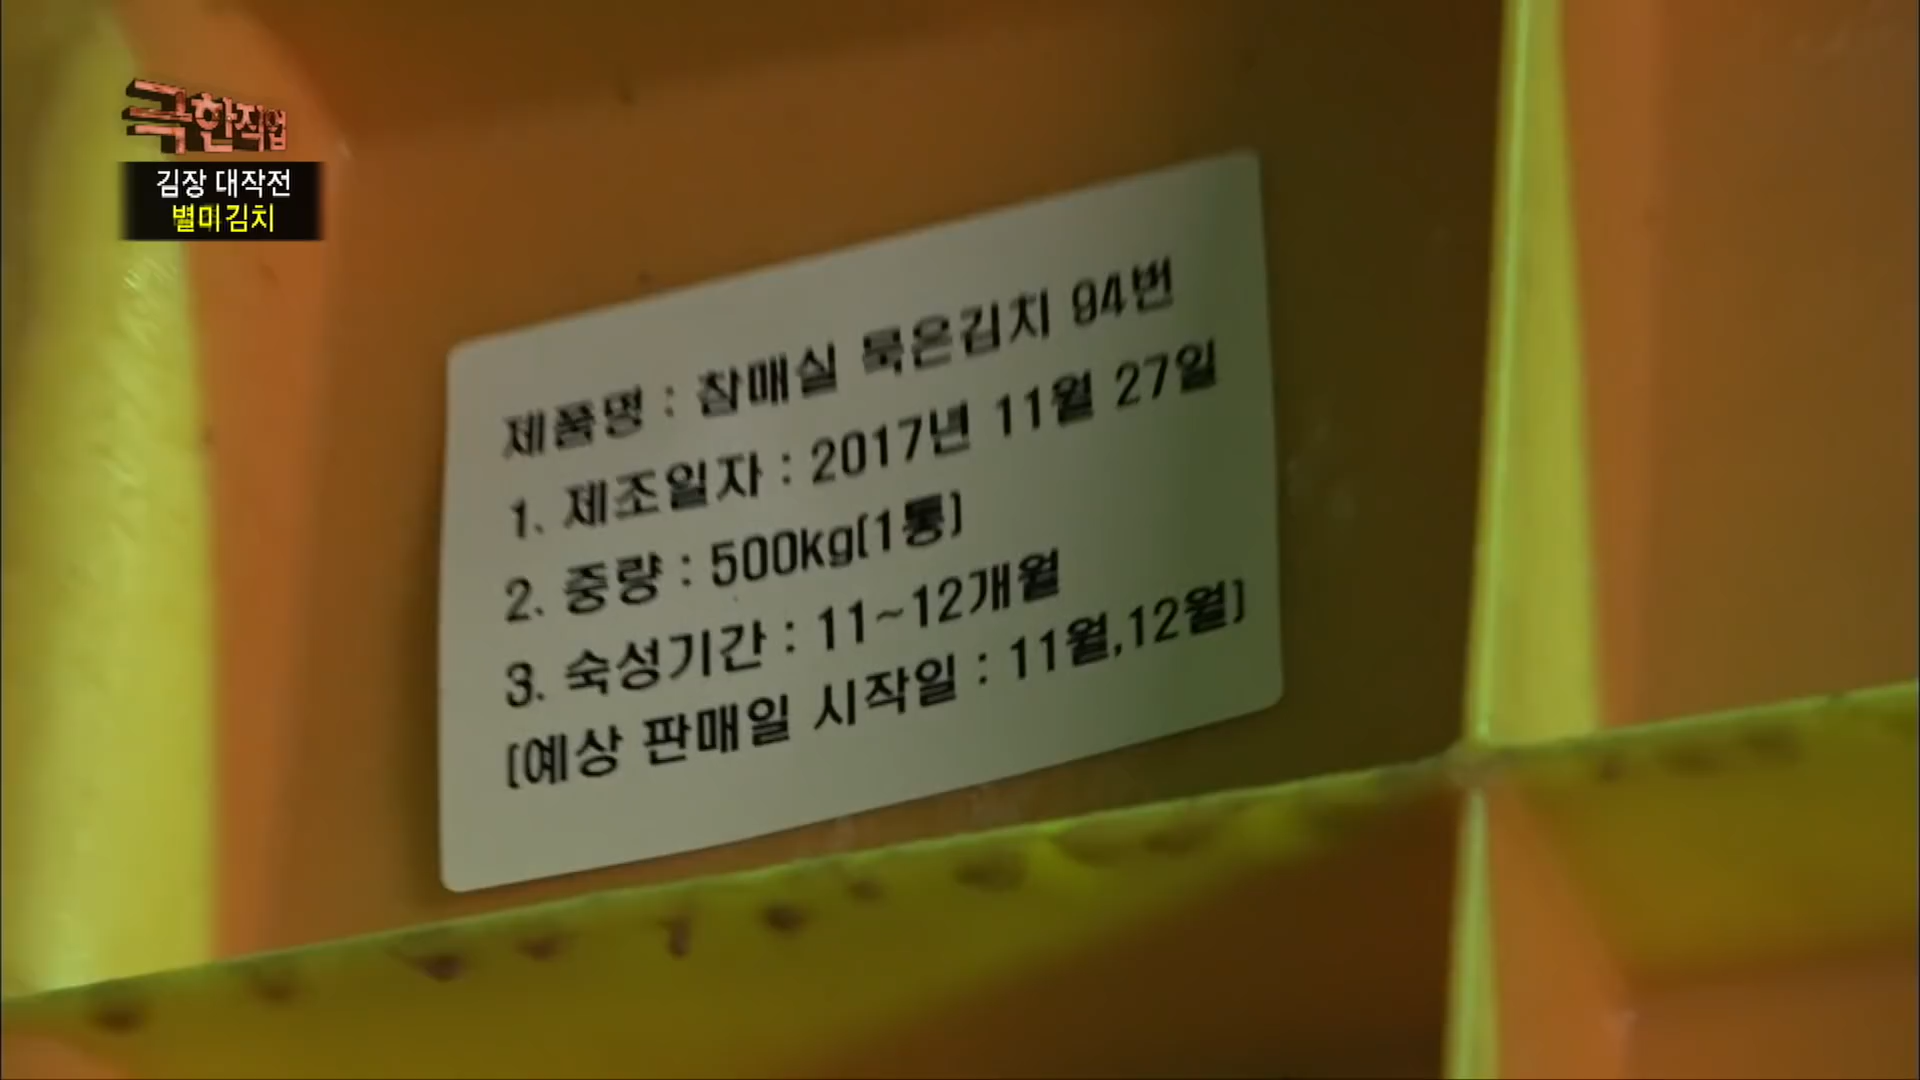 극한직업
김장 대작전
별미김치
제품명 : 참매실 묵은김치 94번
1. 제조일자 : 2017년 11월 27일
2. 중량 : 500kg(1통)
3. 숙성기간 : 11~12개월
(예상 판매일 시작일 : 11월,12월)